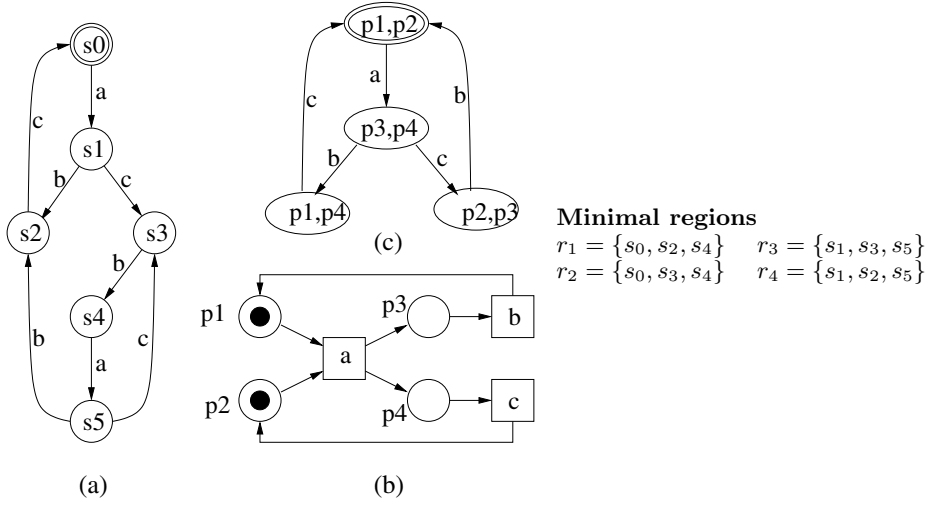 s0
a
s1
b
c
c
s2
s3
b
s4
a
b
c
s5
(a)
p1,p2
a
c
b
p3,p4
b
c
p1,p4
p2,p3
(c)
p1
p3
b
a
p2
p4
c
(b)
Minimal regions
r1 = {s0, s2, s4} r3 = {s1, s3, s5}
r2 = {s0, s3, s4} r4 = {s1, s2, s5}